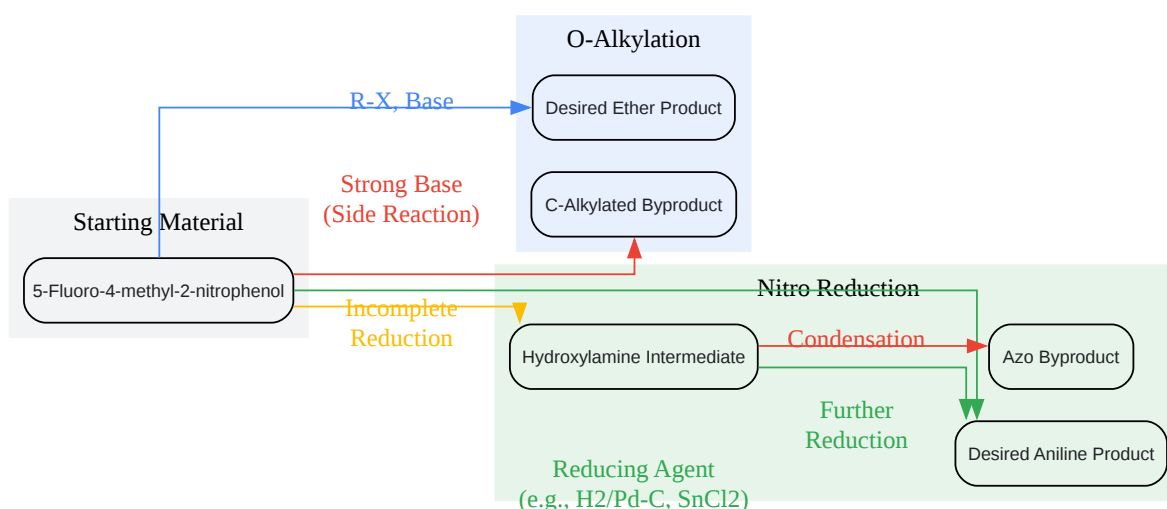 O-Alkylation
R-X, Base
Desired Ether Product
Strong Base
(Side Reaction)
C-Alkylated Byproduct
Starting Material
5-Fluoro-4-methyl-2-nitrophenol
Nitro Reduction
Incomplete
Reduction
Hydroxylamine Intermediate
Condensation
Azo Byproduct
Further
Reduction
Desired Aniline Product
Reducing Agent
(e.g., H2/Pd-C, SnCl2)